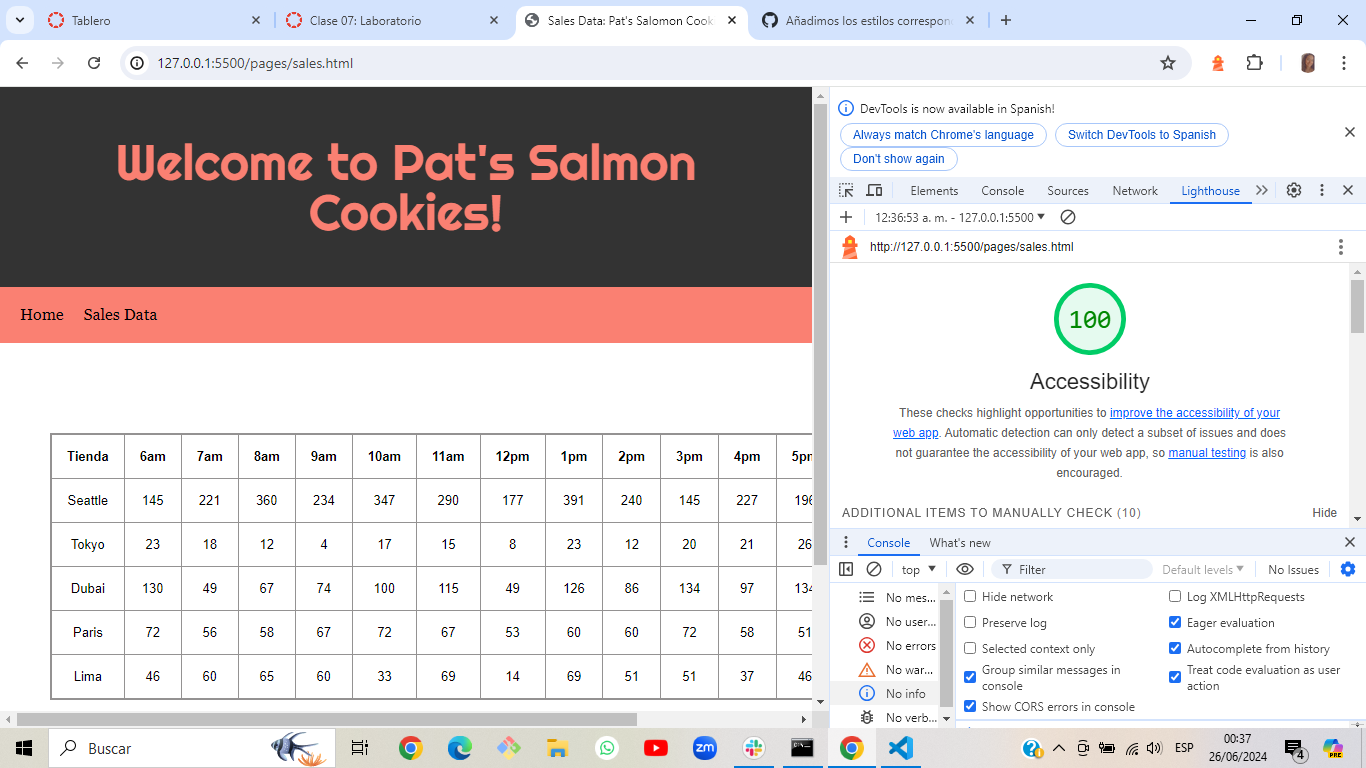 Tablero
Clase 07: Laboratorio
Sales Data: Pat's Salomon Cook
Añadimos los estilos correspon
127.0.0.1:5500/pages/sales.html
Welcome to Pat's Salmon
Cookies!
Home Sales Data
Tienda 6am 7am 8am 9am 10am 11am 12pm 1pm 2pm 3pm 4pm 5pm
Seattle 145 221 360 234 347 290 177 391 240 145 227 196
Tokyo 23 18 12 4 17 15 8 23 12 20 21 26
Dubai 130 49 67 74 100 115 49 126 86 134 97 134
Paris 72 56 58 67 72 67 53 60 60 72 58 51
Lima 46 60 65 60 33 69 14 69 51 51 37 46
DevTools is now available in Spanish!
Always match Chrome's language Switch DevTools to Spanish
Don't show again
Elements Console Sources Network Lighthouse
12:36:53 a. m. - 127.0.0.1:5500
http://127.0.0.1:5500/pages/sales.html
100
Accessibility
These checks highlight opportunities to improve the accessibility of your
web app. Automatic detection can only detect a subset of issues and does
not guarantee the accessibility of your web app, so manual testing is also
encouraged.
ADDITIONAL ITEMS TO MANUALLY CHECK (10) Hide
Console What's new
top Filter Default levels No Issues
No mes...
No user...
No errors
No war...
No info
No verb...
Hide network Log XMLHttpRequests
Preserve log Eager evaluation
Selected context only Autocomplete from history
Group similar messages in
console
Treat code evaluation as user
action
Show CORS errors in console
Buscar
zm
PRE
ESP
00:37
26/06/2024
4